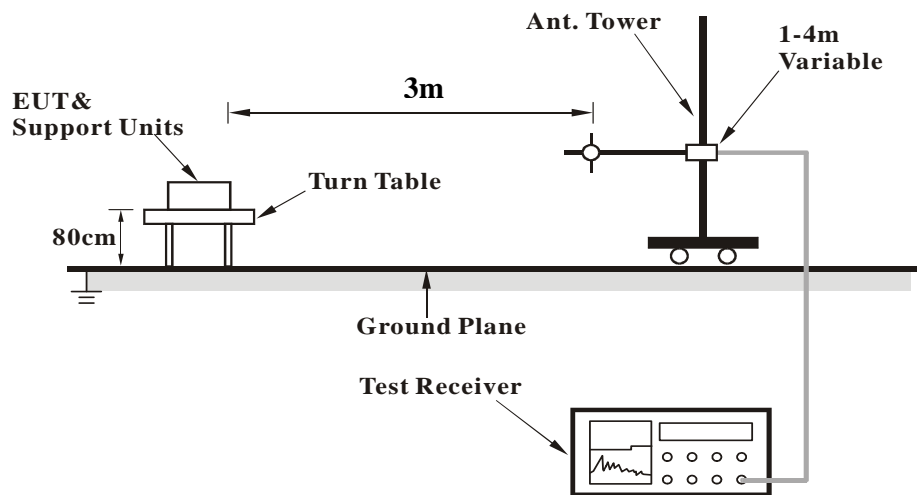 Ant. Tower
1-4m
Variable
3m
EUT&
Support Units
Turn Table
80cm
Ground Plane
Test Receiver